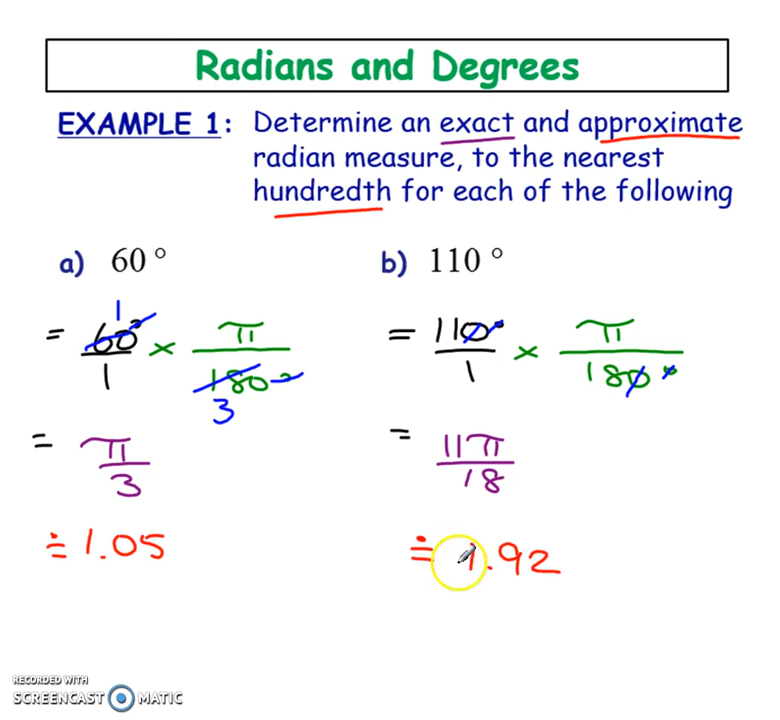 Radians and Degrees
EXAMPLE 1: Determine an exact and approximate
radian measure, to the nearest
hundredth for each of the following
a) 60° b) 110°
1
= 60°/1 × π/180° = 110°/1 × π/180°
3
= π/3 = 11π/18
≐ 1.05 ≐ 1.92
RECORDED WITH
SCREENCAST MATIC